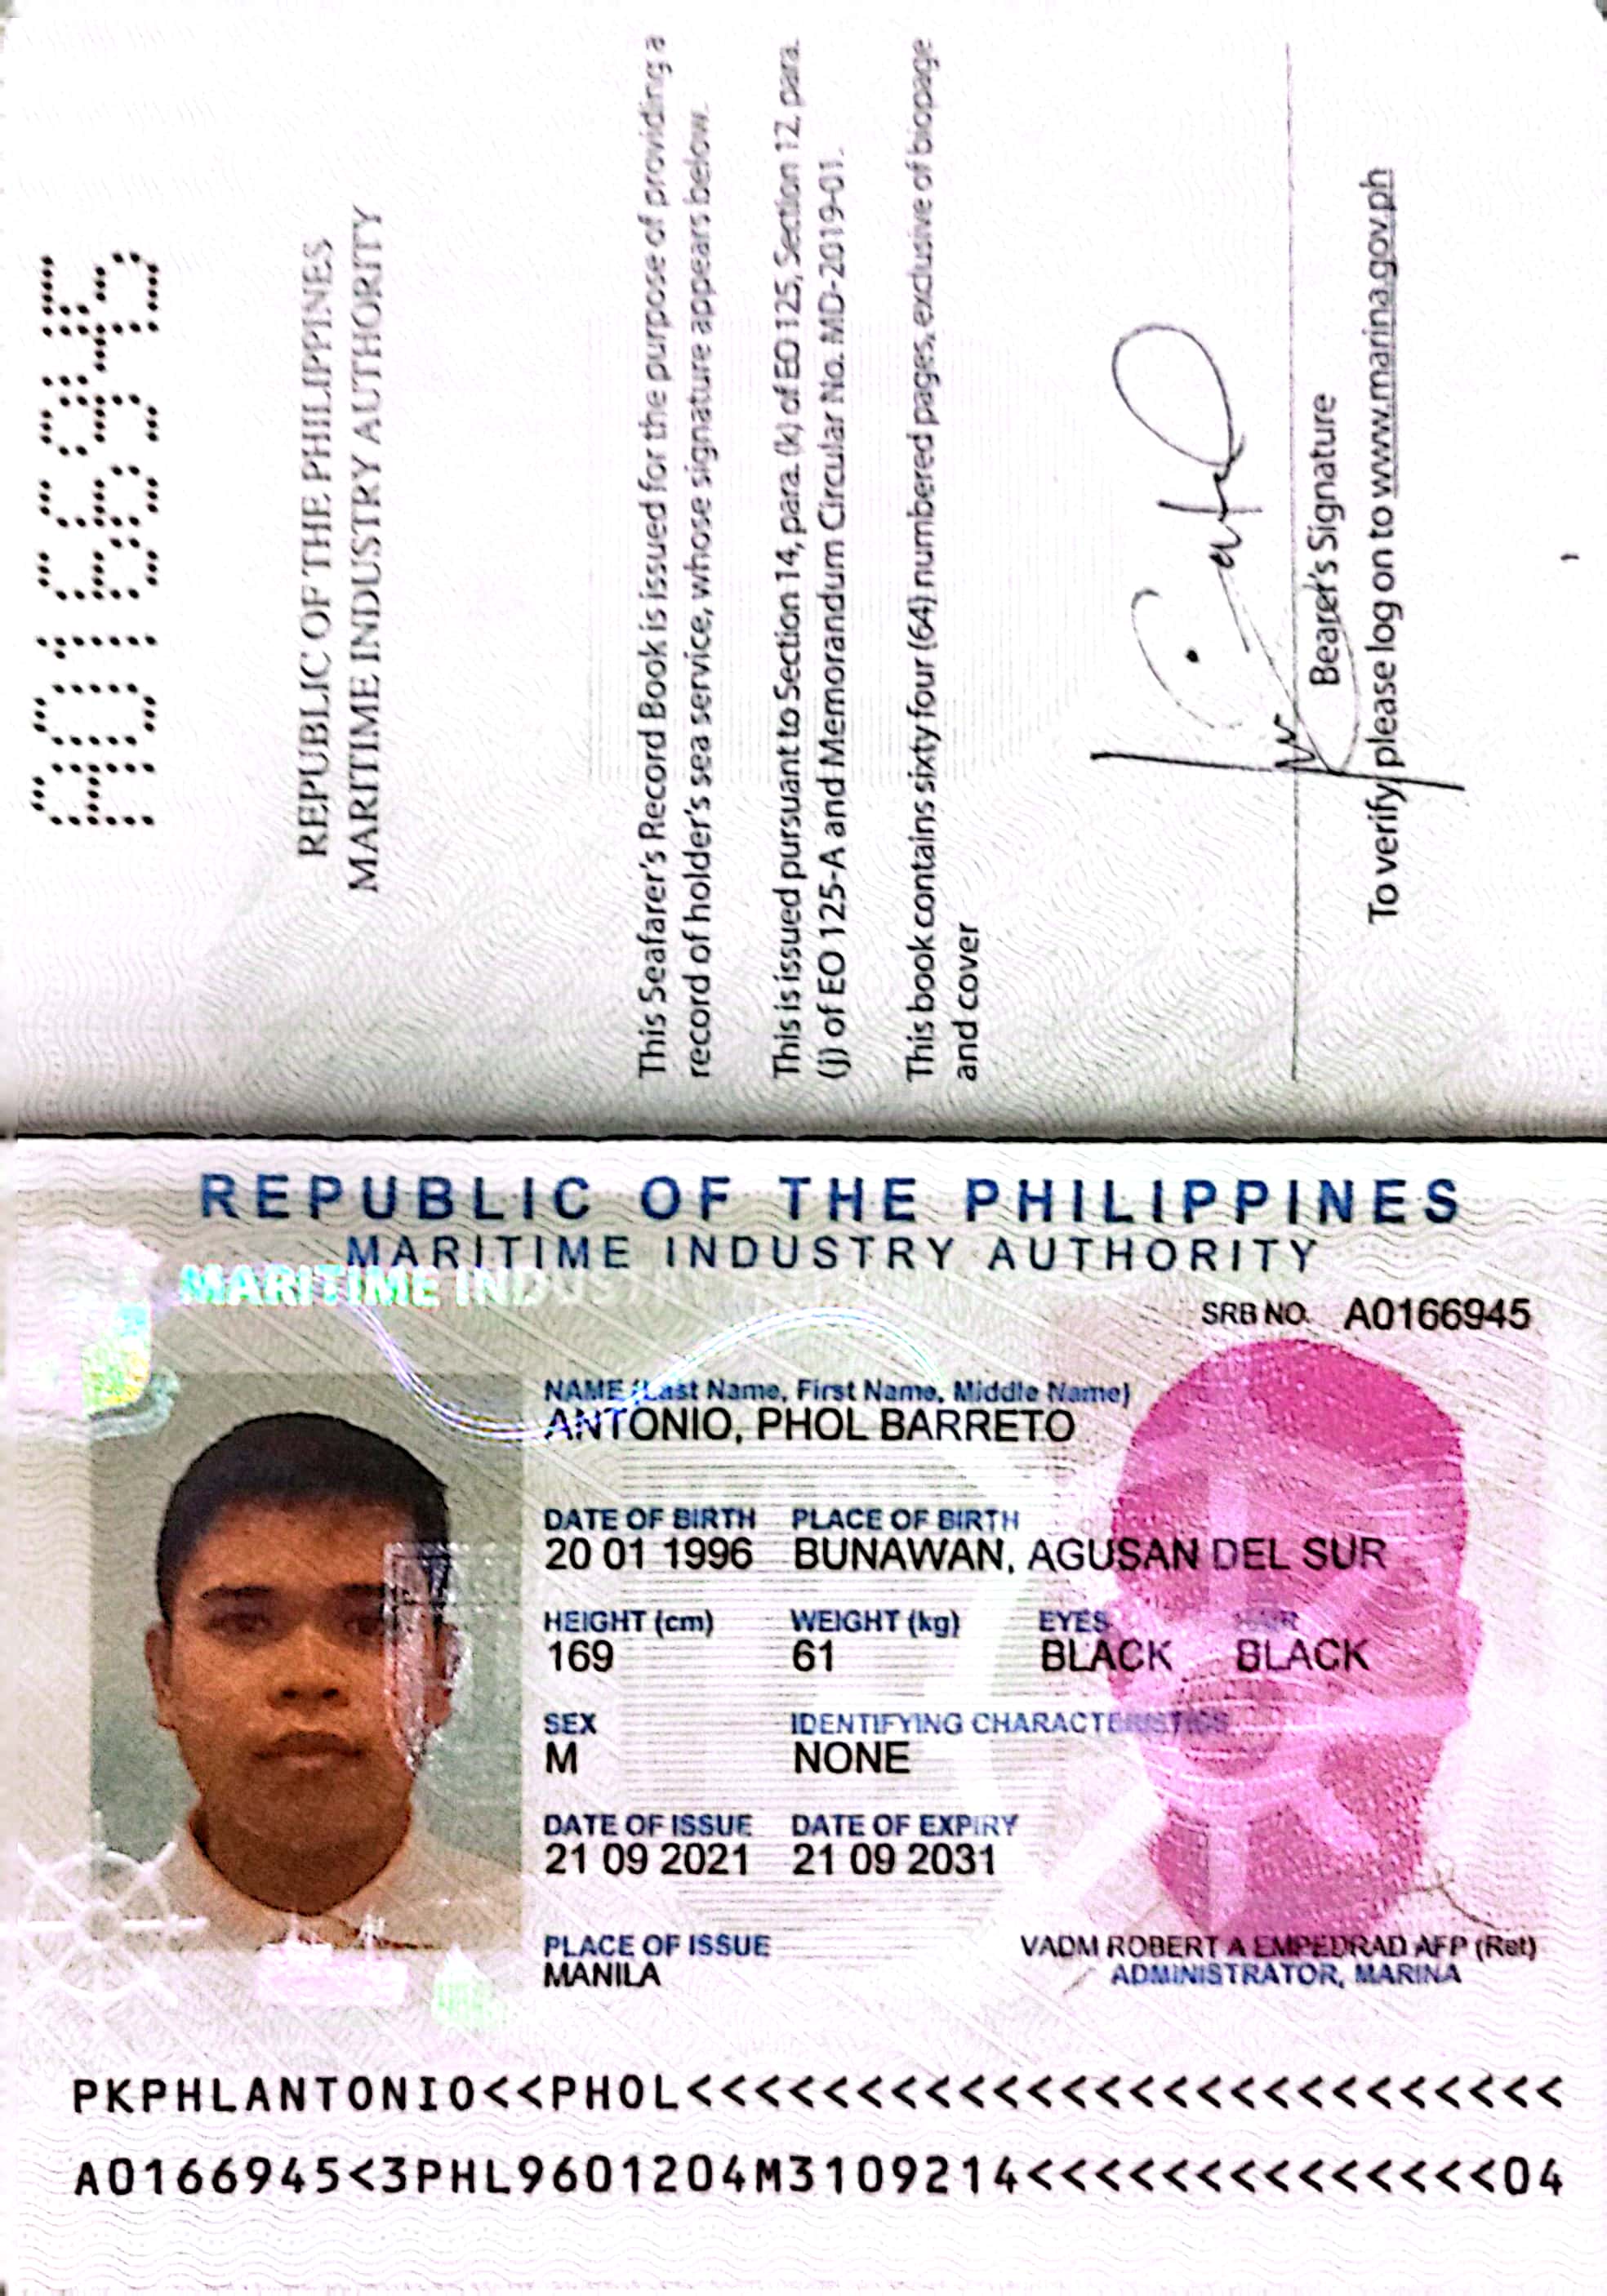 A0166945
REPUBLIC OF THE PHILIPPINES
MARITIME INDUSTRY AUTHORITY
This Seafarer's Record Book is issued for the purpose of providing a
record of holder's sea service, whose signature appears below.
This is issued pursuant to Section 14, para. (k) of EO 125, Section 12, para.
(j) of EO 125-A and Memorandum Circular No. MD-2019-01.
This book contains sixty four (64) numbered pages, exclusive of biopage
and cover
Bearer's Signature
To verify, please log on to www.marina.gov.ph
REPUBLIC OF THE PHILIPPINES
MARITIME INDUSTRY AUTHORITY
MARITIME INDUS
SRB NO. A0166945
NAME (Last Name, First Name, Middle Name)
ANTONIO, PHOL BARRETO
DATE OF BIRTH PLACE OF BIRTH
20 01 1996 BUNAWAN, AGUSAN DEL SUR
HEIGHT (cm) WEIGHT (kg) EYES HAIR
169 61 BLACK BLACK
SEX IDENTIFYING CHARACTERISTICS
M NONE
DATE OF ISSUE DATE OF EXPIRY
21 09 2021 21 09 2031
PLACE OF ISSUE
MANILA
VADM ROBERT A EMPEDRAD AFP (Ret)
ADMINISTRATOR, MARINA
PKPHLANTONIO<<PHOL<<<<<<<<<<<<<<<<<<<<<<<<<<
A0166945<3PHL9601204M3109214<<<<<<<<<<<<<<04